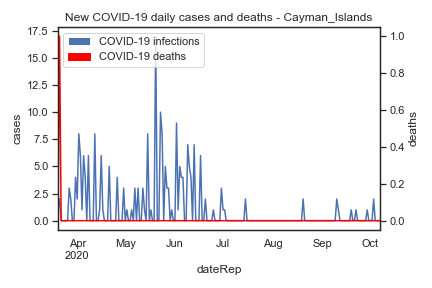 New COVID-19 daily cases and deaths - Cayman_Islands
COVID-19 infections
COVID-19 deaths
17.5
15.0
12.5
10.0
7.5
5.0
2.5
0.0
cases
1.0
0.8
0.6
0.4
0.2
0.0
deaths
Apr May Jun Jul Aug Sep Oct
2020
dateRep